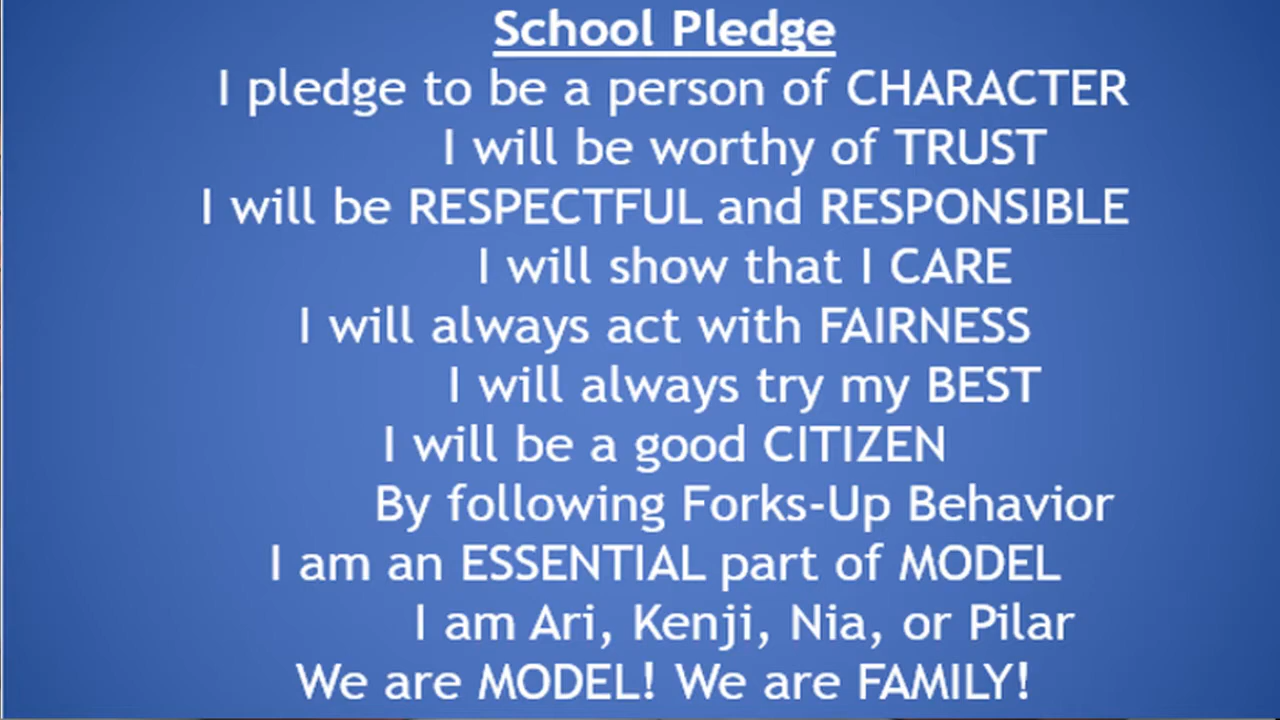 School Pledge
I pledge to be a person of CHARACTER
I will be worthy of TRUST
I will be RESPECTFUL and RESPONSIBLE
I will show that I CARE
I will always act with FAIRNESS
I will always try my BEST
I will be a good CITIZEN
By following Forks-Up Behavior
I am an ESSENTIAL part of MODEL
I am Ari, Kenji, Nia, or Pilar
We are MODEL! We are FAMILY!